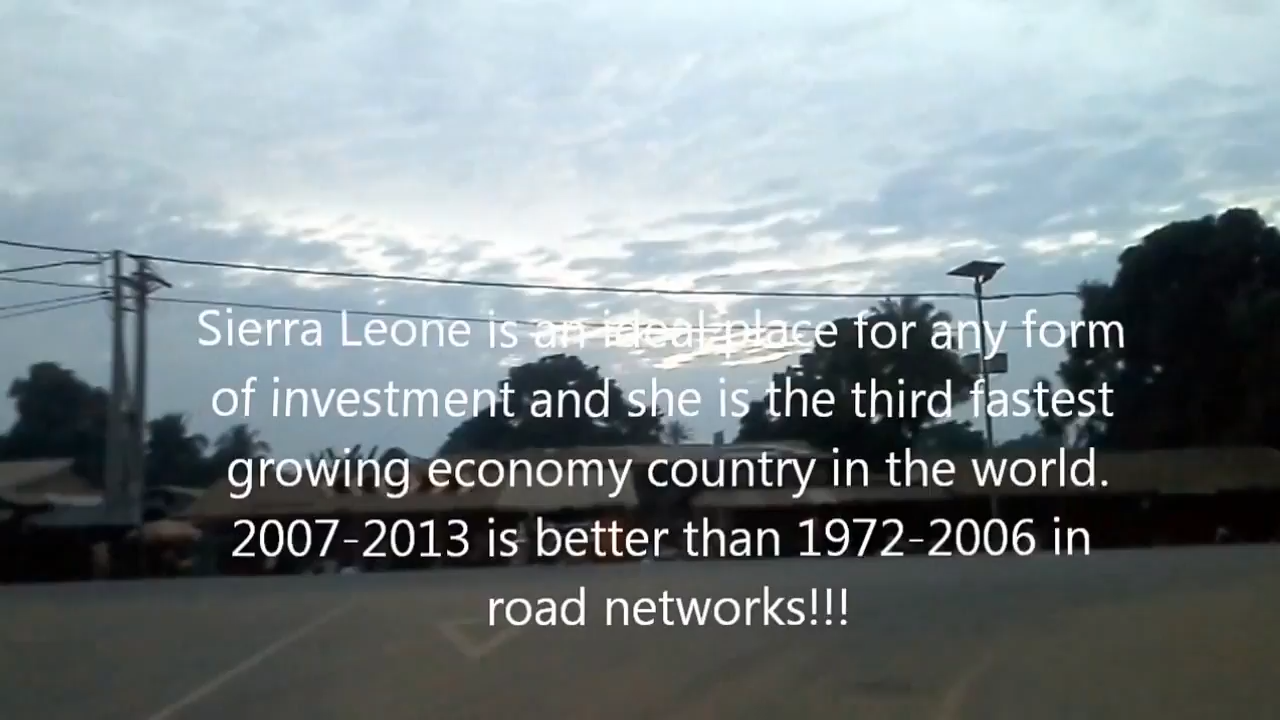 Sierra Leone is an ideal place for any form
of investment and she is the third fastest
growing economy country in the world.
2007-2013 is better than 1972-2006 in
road networks!!!